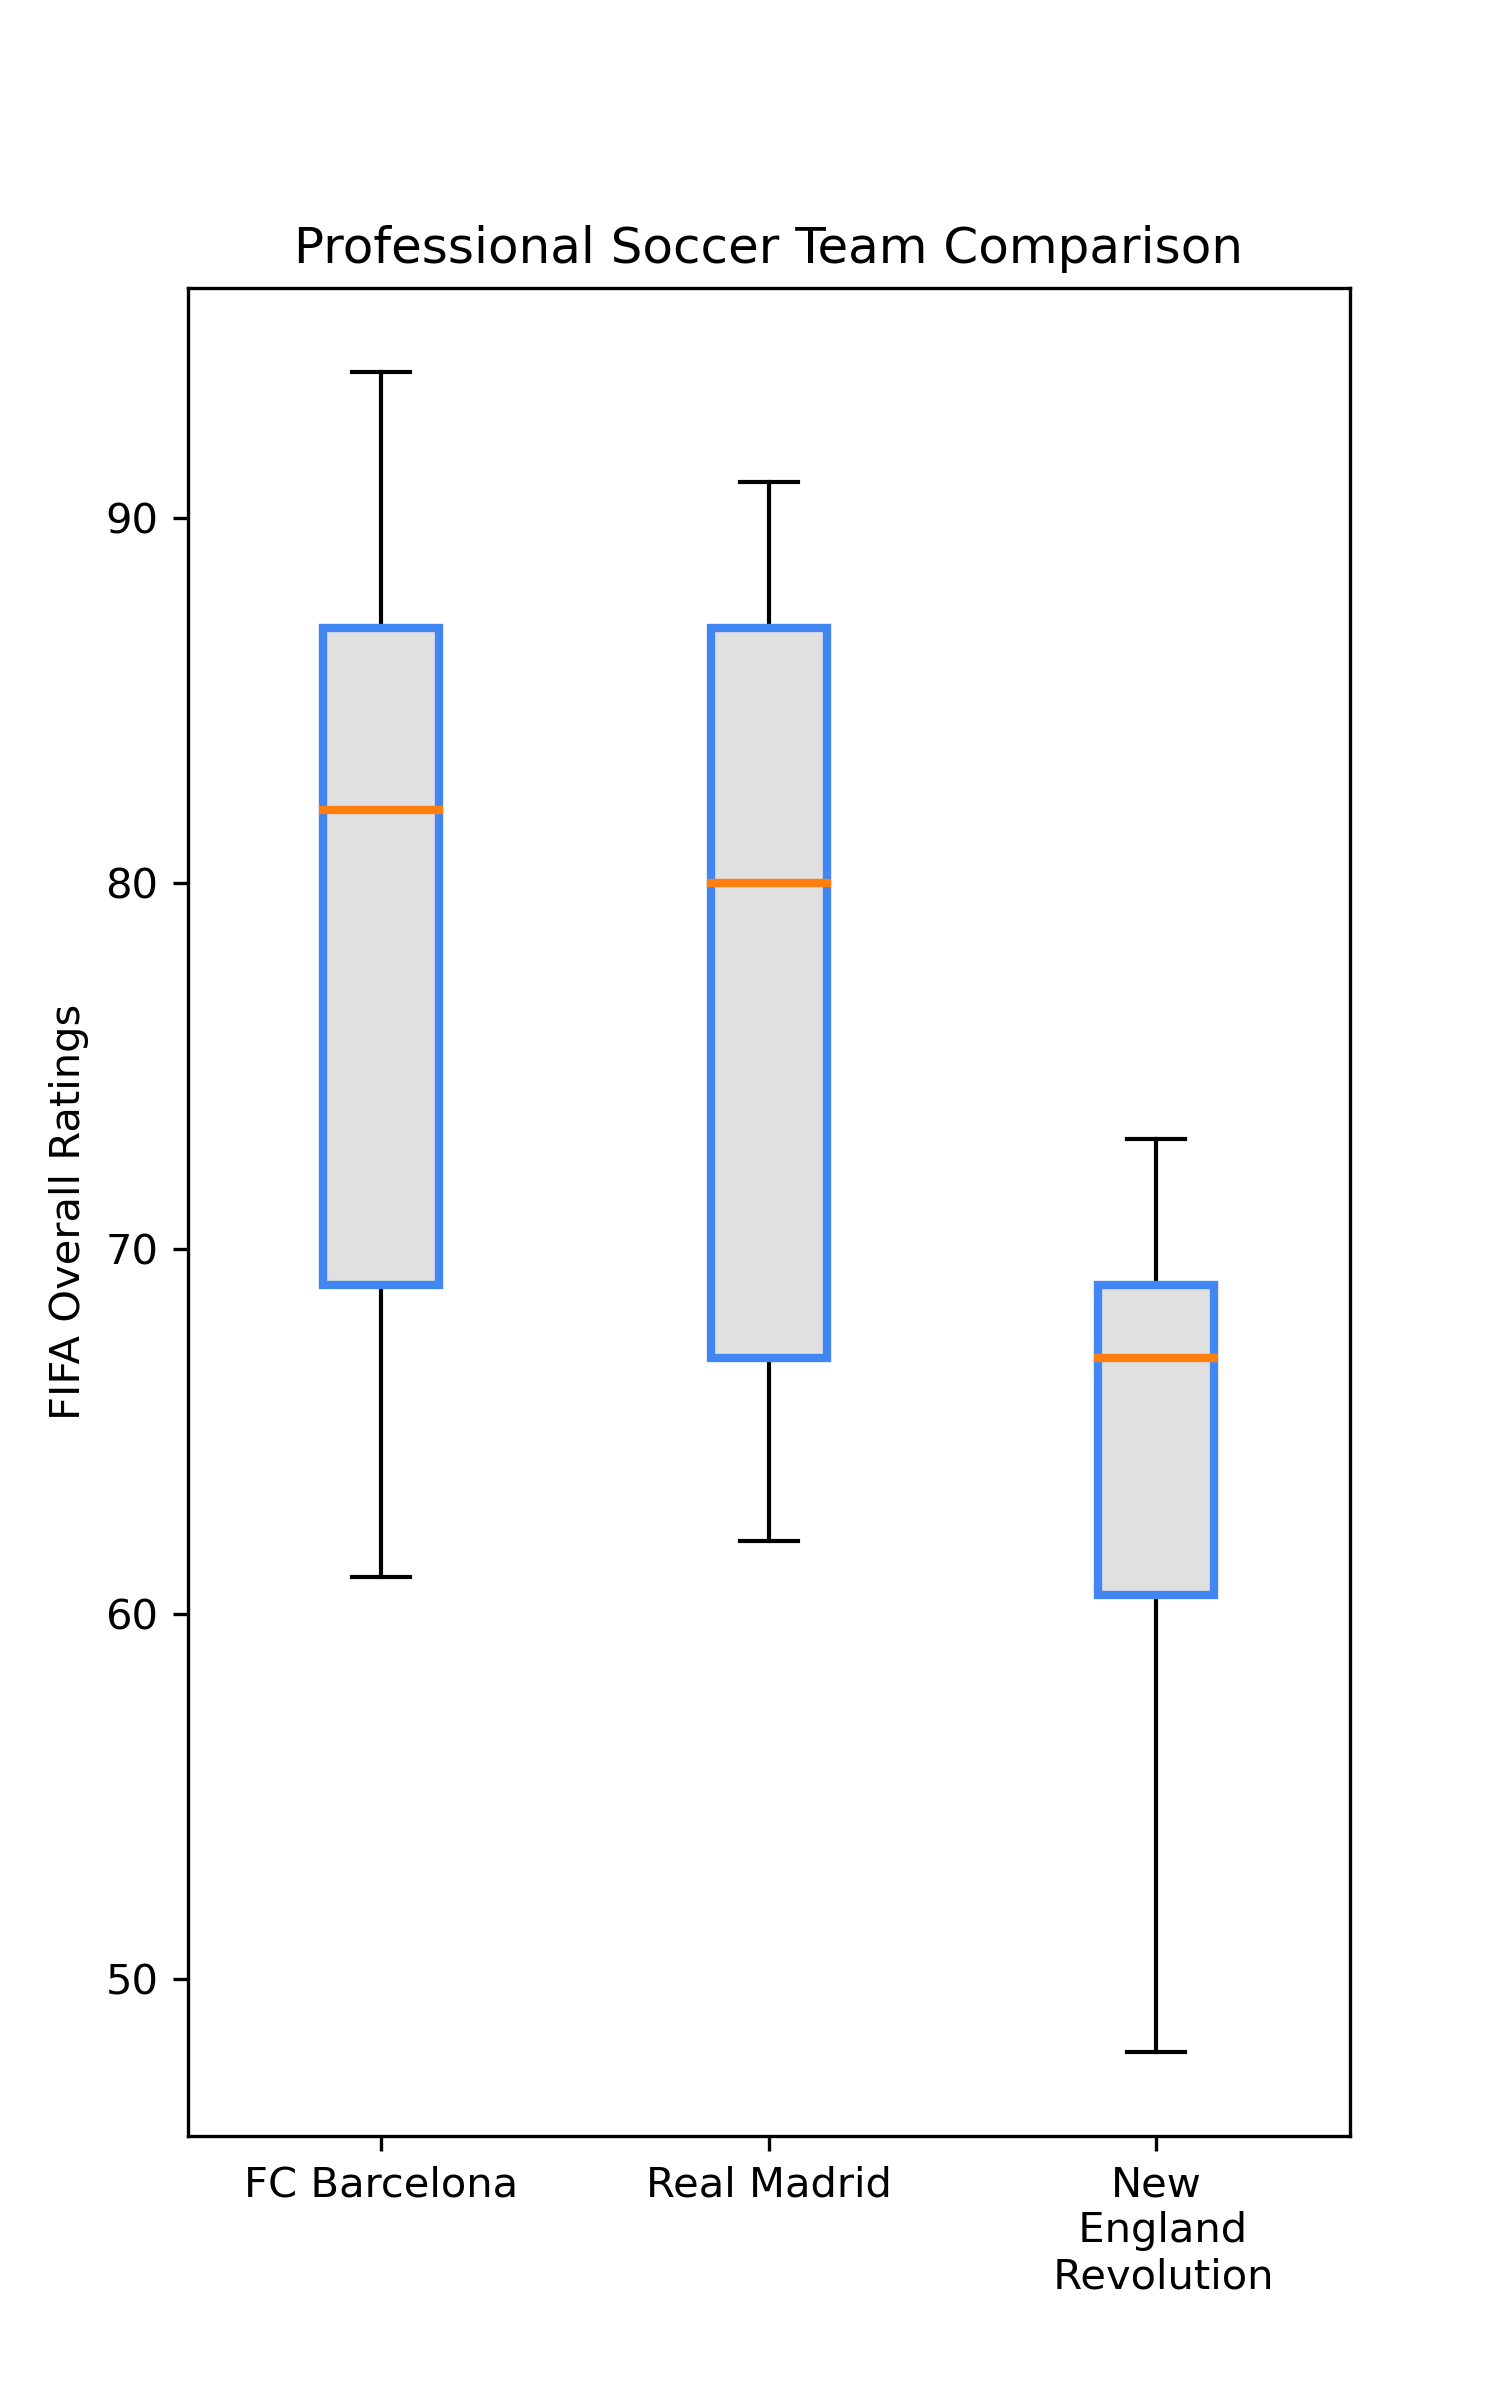 Professional Soccer Team Comparison
FIFA Overall Ratings
90
80
70
60
50
FC Barcelona
Real Madrid
New
England
Revolution